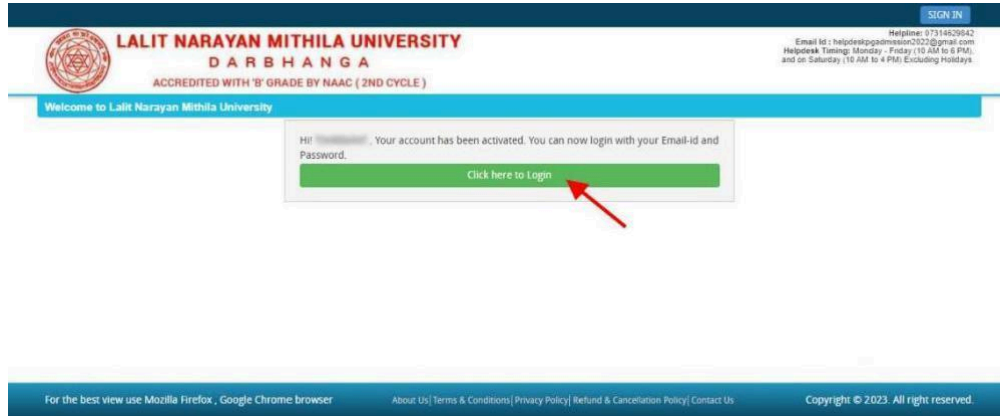 SIGN IN
LALIT NARAYAN MITHILA UNIVERSITY
DARBHANGA
ACCREDITED WITH 'B' GRADE BY NAAC ( 2ND CYCLE )
Helpline: 07314629842
Email Id : helpdeskpgadmission2022@gmail.com
Helpdesk Timing: Monday - Friday (10 AM to 6 PM),
and on Saturday (10 AM to 4 PM) Excluding Holidays
Welcome to Lalit Narayan Mithila University
Hi! , Your account has been activated. You can now login with your Email-id and
Password.
Click here to Login
For the best view use Mozilla Firefox , Google Chrome browser
About Us| Terms & Conditions| Privacy Policy| Refund & Cancellation Policy| Contact Us
Copyright © 2023. All right reserved.